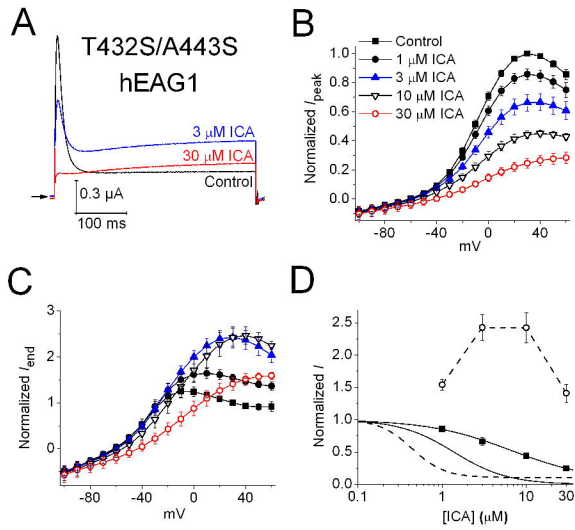 A
T432S/A443S
hEAG1
3 μM ICA
30 μM ICA
Control
0.3 μA
100 ms
B
Control
1 μM ICA
3 μM ICA
10 μM ICA
30 μM ICA
Normalized Ipeak
1.0
0.8
0.6
0.4
0.2
0.0
-80 -40 0 40
mV
C
Normalized Iend
3
2
1
0
-80 -40 0 40
mV
D
Normalized I
2.5
2.0
1.5
1.0
0.5
0.0
0.1 1 10 30
[ICA] (μM)